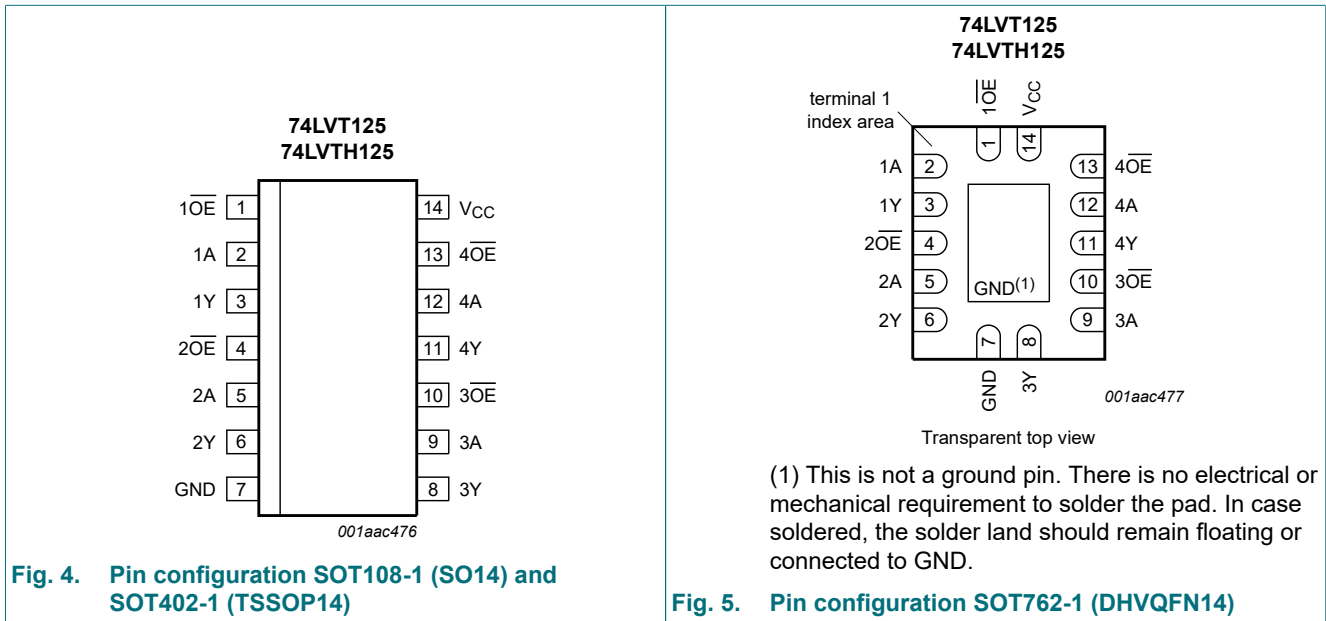 74LVT125
74LVTH125
1OE 1
1A 2
1Y 3
2OE 4
2A 5
2Y 6
GND 7
14 VCC
13 4OE
12 4A
11 4Y
10 3OE
9 3A
8 3Y
001aac476
Fig. 4. Pin configuration SOT108-1 (SO14) and
SOT402-1 (TSSOP14)
74LVT125
74LVTH125
terminal 1
index area
1OE
VCC
1
14
1A 2
1Y 3
2OE 4
2A 5
2Y 6
13 4OE
12 4A
11 4Y
10 3OE
9 3A
GND(1)
7
8
GND
3Y
001aac477
Transparent top view
(1) This is not a ground pin. There is no electrical or
mechanical requirement to solder the pad. In case
soldered, the solder land should remain floating or
connected to GND.
Fig. 5. Pin configuration SOT762-1 (DHVQFN14)